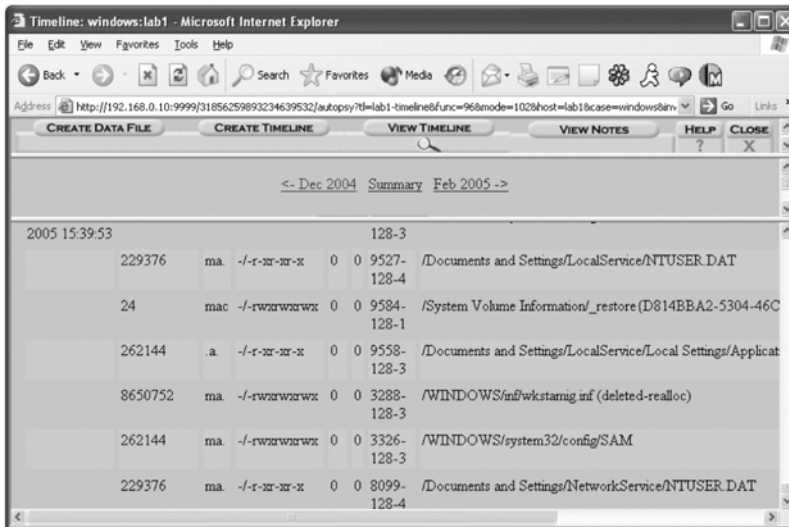 Timeline: windows:lab1 - Microsoft Internet Explorer
File Edit View Favorites Tools Help
Back Search Favorites Media
Address http://192.168.0.10:9999/31856259893234639532/autopsy?tl=lab1-timeline&func=96&mode=102&host=lab1&case=windows&inv Go Links
CREATE DATA FILE CREATE TIMELINE VIEW TIMELINE VIEW NOTES HELP CLOSE
? X
<- Dec 2004 Summary Feb 2005 ->
2005 15:39:53 128-3
229376 ma. -/-r-xr-xr-x 0 0 9527- /Documents and Settings/LocalService/NTUSER.DAT
128-4
24 mac -/-rwxrwxrwx 0 0 9584- /System Volume Information/_restore{D814BBA2-5304-46C
128-1
262144 .a. -/-r-xr-xr-x 0 0 9558- /Documents and Settings/LocalService/Local Settings/Applicat
128-3
8650752 ma. -/-rwxrwxrwx 0 0 3288- /WINDOWS/inf/wkstamig.inf (deleted-realloc)
128-3
262144 ma. -/-rwxrwxrwx 0 0 3326- /WINDOWS/system32/config/SAM
128-3
229376 ma. -/-r-xr-xr-x 0 0 8099- /Documents and Settings/NetworkService/NTUSER.DAT
128-4